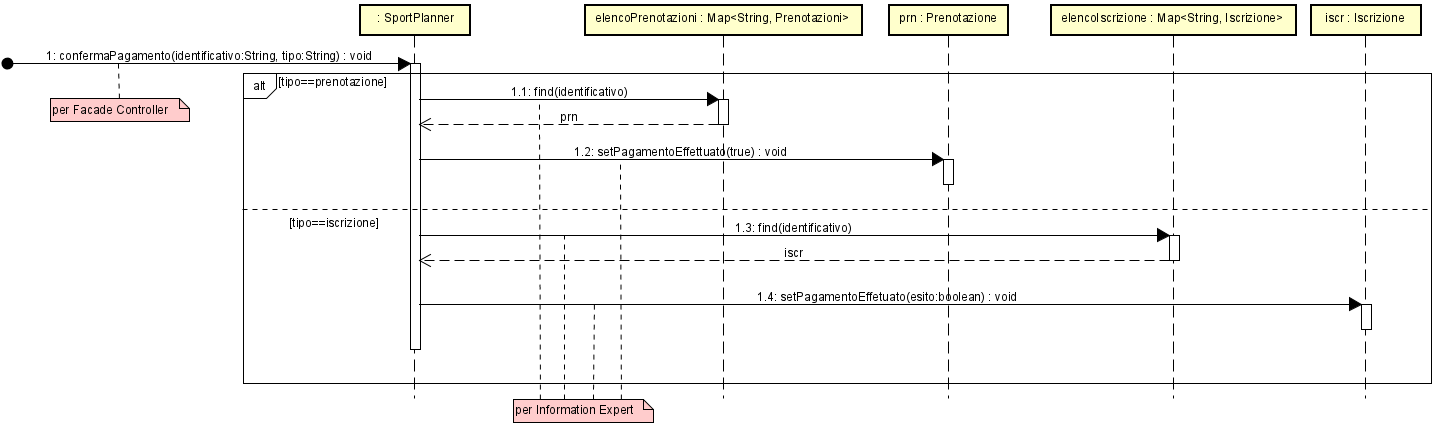 : SportPlanner
elencoPrenotazioni : Map<String, Prenotazioni>
prn : Prenotazione
elencoIscrizione : Map<String, Iscrizione>
iscr : Iscrizione
1: confermaPagamento(identificativo:String, tipo:String) : void
alt
[tipo==prenotazione]
1.1: find(identificativo)
per Facade Controller
prn
1.2: setPagamentoEffettuato(true) : void
[tipo==iscrizione]
1.3: find(identificativo)
iscr
1.4: setPagamentoEffetuato(esito:boolean) : void
per Information Expert